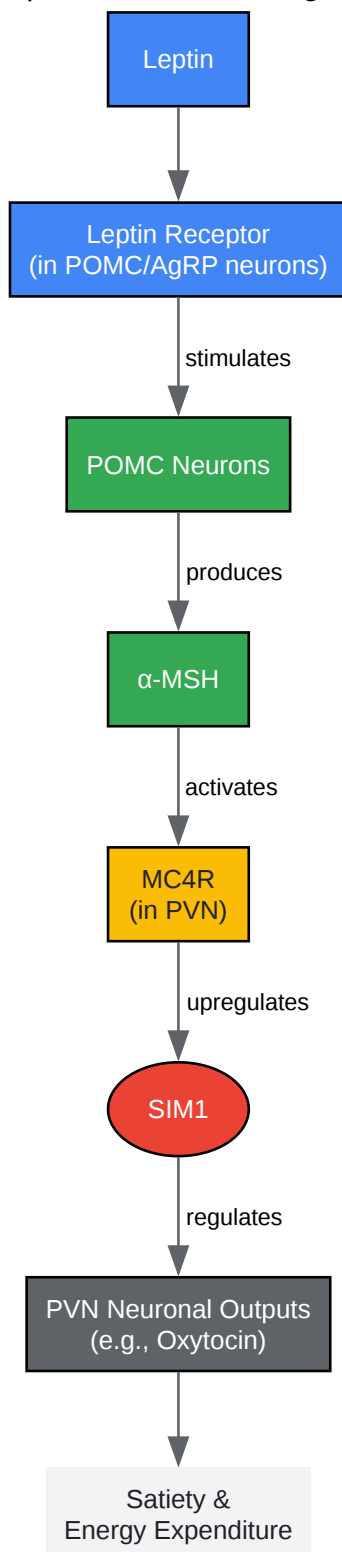 Leptin
Leptin Receptor
(in POMC/AgRP neurons)
stimulates
POMC Neurons
produces
α-MSH
activates
MC4R
(in PVN)
upregulates
SIM1
regulates
PVN Neuronal Outputs
(e.g., Oxytocin)
Satiety &
Energy Expenditure